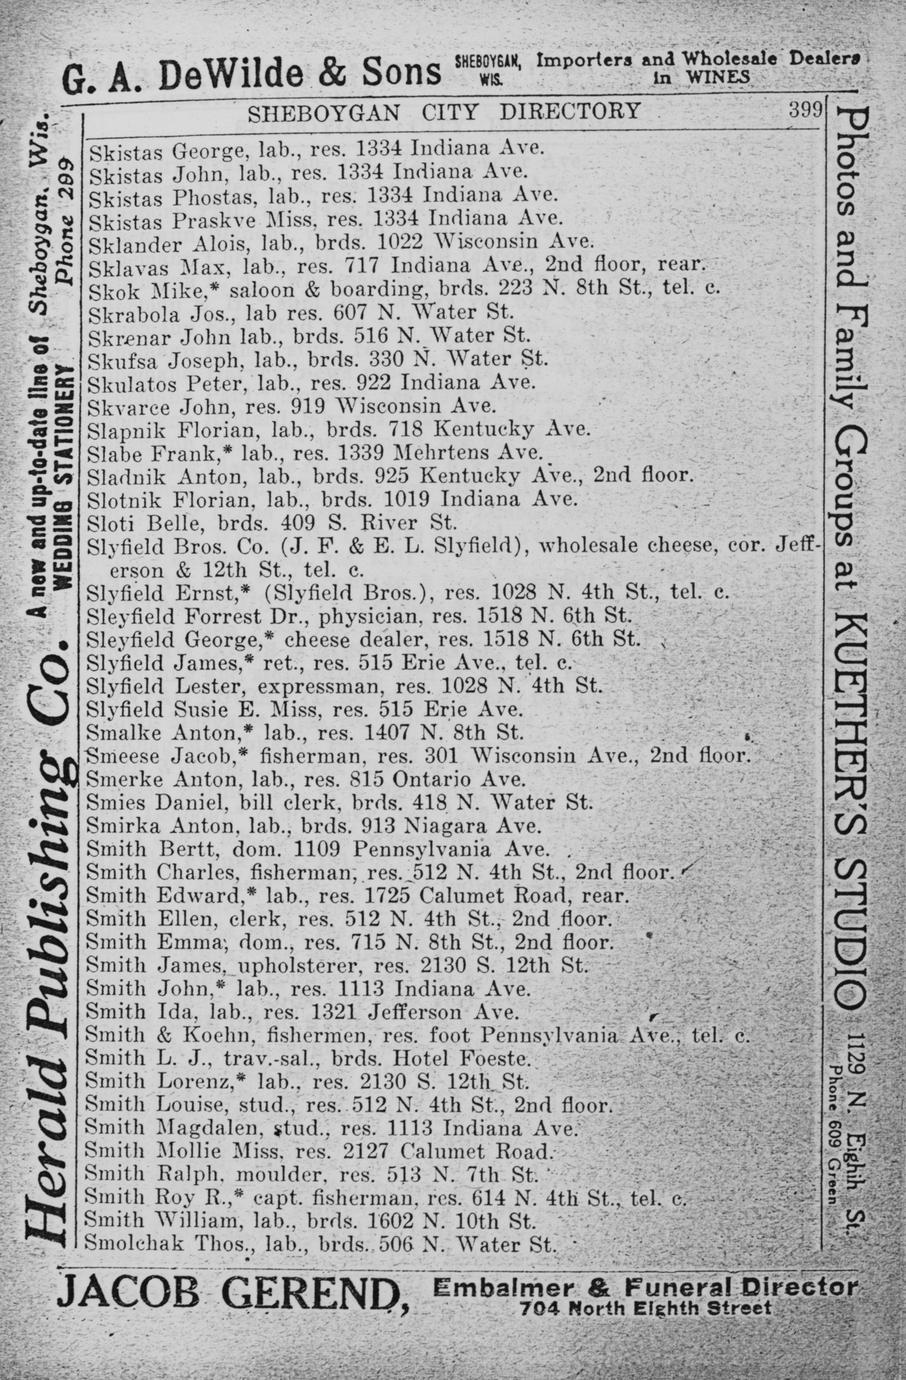 G. A. DeWilde & Sons SHEBOYGAN, WIS. Importers and Wholesale Dealers in WINES
SHEBOYGAN CITY DIRECTORY 399
Skistas George, lab., res. 1334 Indiana Ave.
Skistas John, lab., res. 1334 Indiana Ave.
Skistas Phostas, lab., res. 1334 Indiana Ave.
Skistas Praskve Miss, res. 1334 Indiana Ave.
Sklander Alois, lab., brds. 1022 Wisconsin Ave.
Sklavas Max, lab., res. 717 Indiana Ave., 2nd floor, rear.
Skok Mike,* saloon & boarding, brds. 223 N. 8th St., tel. c.
Skrabola Jos., lab res. 607 N. Water St.
Skrenar John lab., brds. 516 N. Water St.
Skufsa Joseph, lab., brds. 330 N. Water St.
Skulatos Peter, lab., res. 922 Indiana Ave.
Skvarce John, res. 919 Wisconsin Ave.
Slapnik Florian, lab., brds. 718 Kentucky Ave.
Slabe Frank,* lab., res. 1339 Mehrtens Ave.
Sladnik Anton, lab., brds. 925 Kentucky Ave., 2nd floor.
Slotnik Florian, lab., brds. 1019 Indiana Ave.
Sloti Belle, brds. 409 S. River St.
Slyfield Bros. Co. (J. F. & E. L. Slyfield), wholesale cheese, cor. Jeff-
erson & 12th St., tel. c.
Slyfield Ernst,* (Slyfield Bros.), res. 1028 N. 4th St., tel. c.
Sleyfield Forrest Dr., physician, res. 1518 N. 6th St.
Sleyfield George,* cheese dealer, res. 1518 N. 6th St.
Slyfield James,* ret., res. 515 Erie Ave., tel. c.
Slyfield Lester, expressman, res. 1028 N. 4th St.
Slyfield Susie E. Miss, res. 515 Erie Ave.
Smalke Anton,* lab., res. 1407 N. 8th St.
Smeese Jacob,* fisherman, res. 301 Wisconsin Ave., 2nd floor.
Smerke Anton, lab., res. 815 Ontario Ave.
Smies Daniel, bill clerk, brds. 418 N. Water St.
Smirka Anton, lab., brds. 913 Niagara Ave.
Smith Bertt, dom. 1109 Pennsylvania Ave.
Smith Charles, fisherman, res. 512 N. 4th St., 2nd floor.
Smith Edward,* lab., res. 1725 Calumet Road, rear.
Smith Ellen, clerk, res. 512 N. 4th St., 2nd floor.
Smith Emma, dom., res. 715 N. 8th St., 2nd floor.
Smith James, upholsterer, res. 2130 S. 12th St.
Smith John,* lab., res. 1113 Indiana Ave.
Smith Ida, lab., res. 1321 Jefferson Ave.
Smith & Koehn, fishermen, res. foot Pennsylvania Ave., tel. c.
Smith L. J., trav.-sal., brds. Hotel Foeste.
Smith Lorenz,* lab., res. 2130 S. 12th St.
Smith Louise, stud., res. 512 N. 4th St., 2nd floor.
Smith Magdalen, stud., res. 1113 Indiana Ave.
Smith Mollie Miss, res. 2127 Calumet Road.
Smith Ralph, moulder, res. 513 N. 7th St.
Smith Roy R.,* capt. fisherman, res. 614 N. 4th St., tel. c.
Smith William, lab., brds. 1602 N. 10th St.
Smolchak Thos., lab., brds. 506 N. Water St.
Herald Publishing Co. A new and up-to-date line of Sheboygan, Wis.
WEDDING STATIONERY Phone 299
Photos and Family Groups at KUETHER'S STUDIO 1129 N. Eighth St.
Phone 609 Green
JACOB GEREND, Embalmer & Funeral Director
704 North Eighth Street